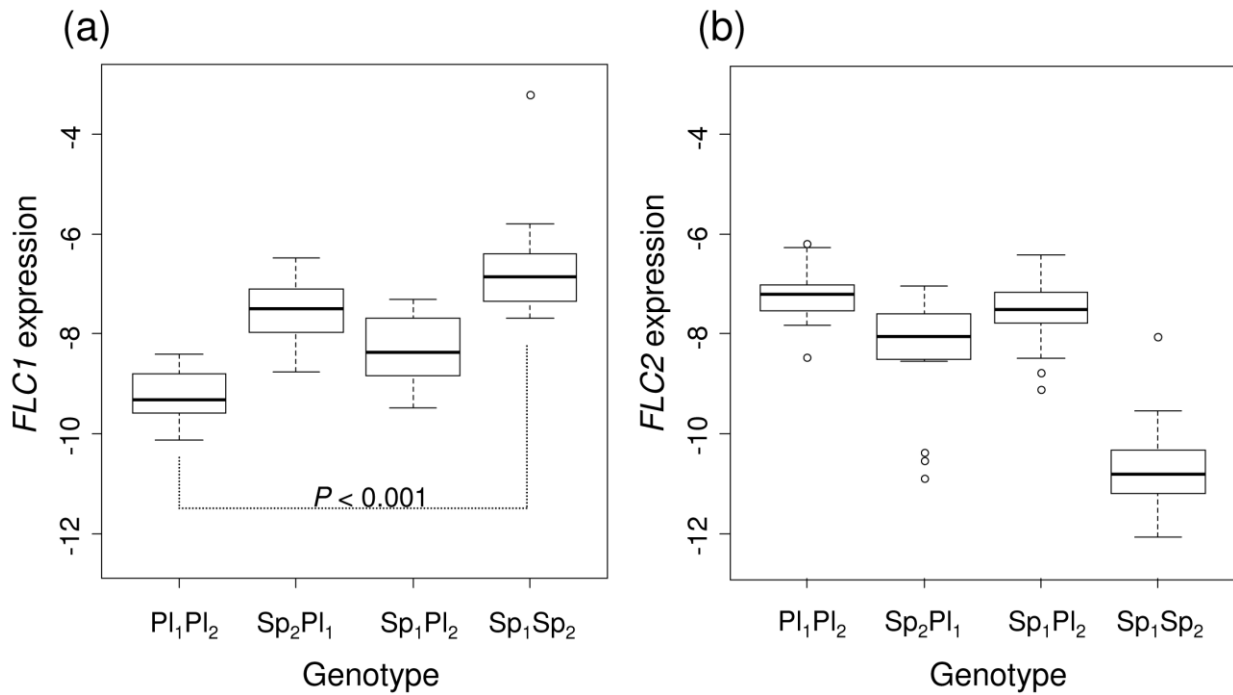 (a)
FLC1 expression
-4
-6
-8
-10
-12
P < 0.001
Pl₁Pl₂ Sp₂Pl₁ Sp₁Pl₂ Sp₁Sp₂
Genotype
(b)
FLC2 expression
-4
-6
-8
-10
-12
Pl₁Pl₂ Sp₂Pl₁ Sp₁Pl₂ Sp₁Sp₂
Genotype